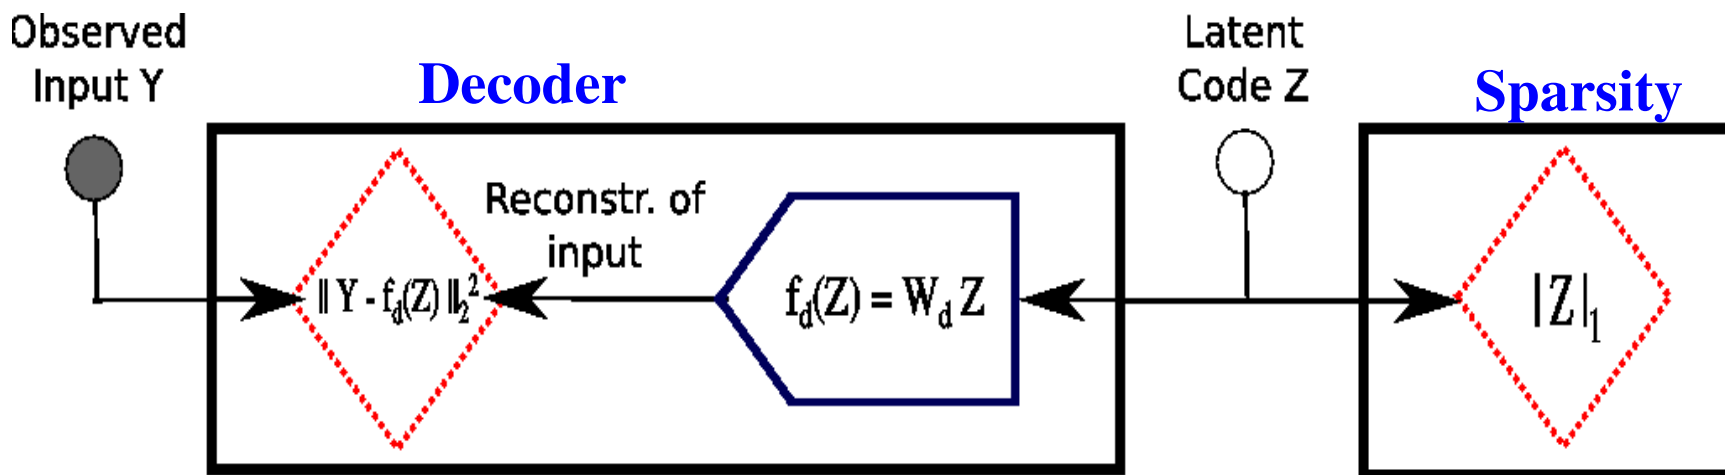 Observed
Input Y
Decoder
Latent
Code Z
Sparsity
Reconstr. of
input
|| Y - f_d(Z) ||_2^2
f_d(Z) = W_d Z
|Z|_1